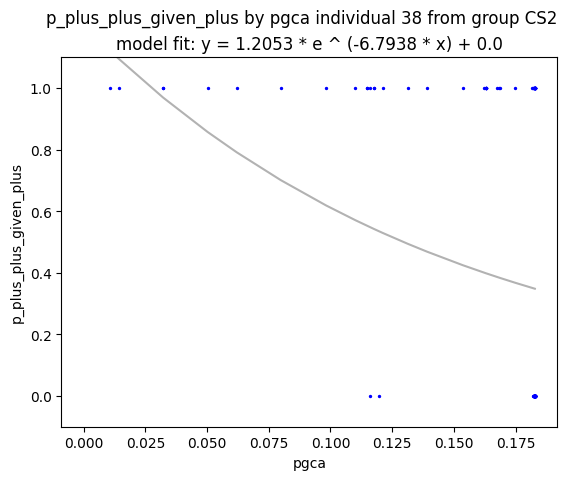 p_plus_plus_given_plus by pgca individual 38 from group CS2
model fit: y = 1.2053 * e ^ (-6.7938 * x) + 0.0
1.0
0.8
0.6
0.4
0.2
0.0
p_plus_plus_given_plus
0.000 0.025 0.050 0.075 0.100 0.125 0.150 0.175
pgca